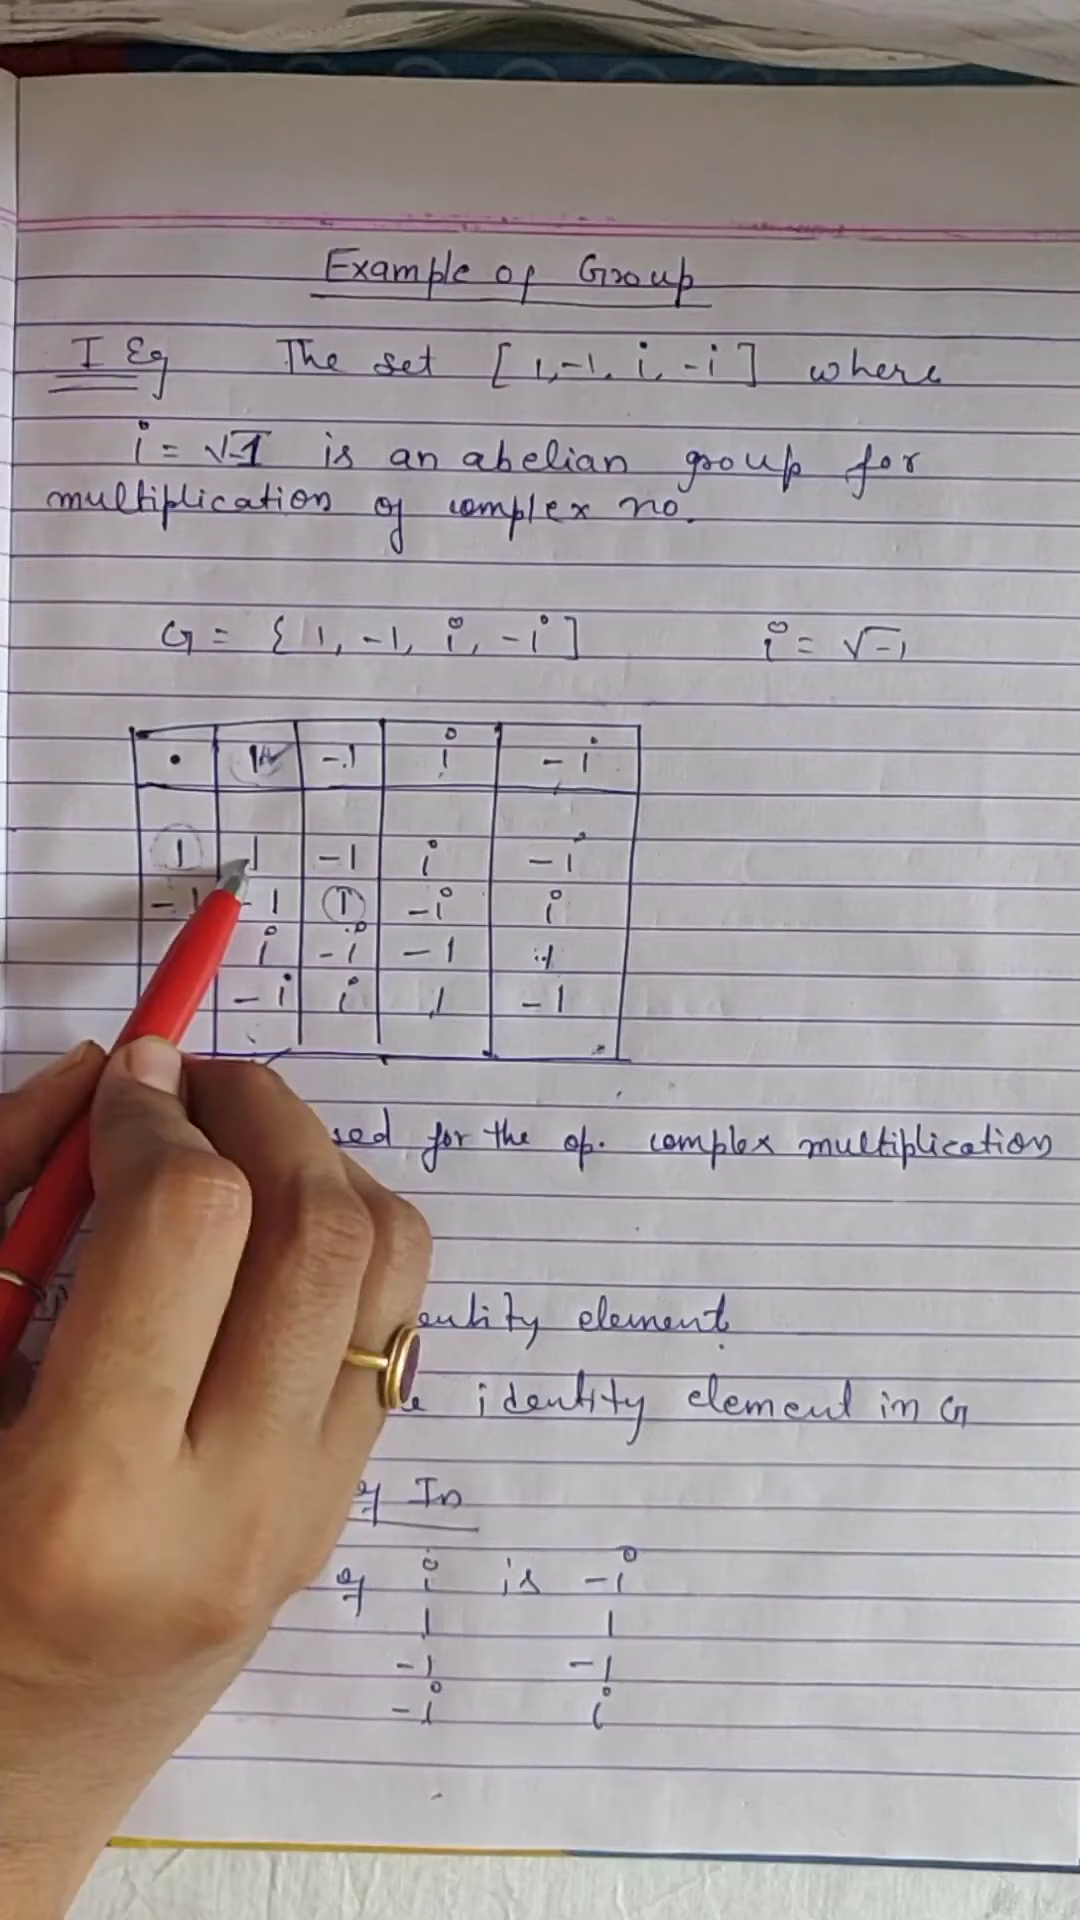 Example of Group
I Eg The set [1, -1, i, -i] where
i = √-1 is an abelian group for
multiplication of complex no.
G = {1, -1, i, -i] i = √-1
• 1 -1 i -i
1 1 -1 i -i
-1 -1 1 -i i
i -i -1 1
-i i 1 -1
for the op. complex multiplication
element
identity element in G
of In
of i is -i
1 1
-1 -1
-i i